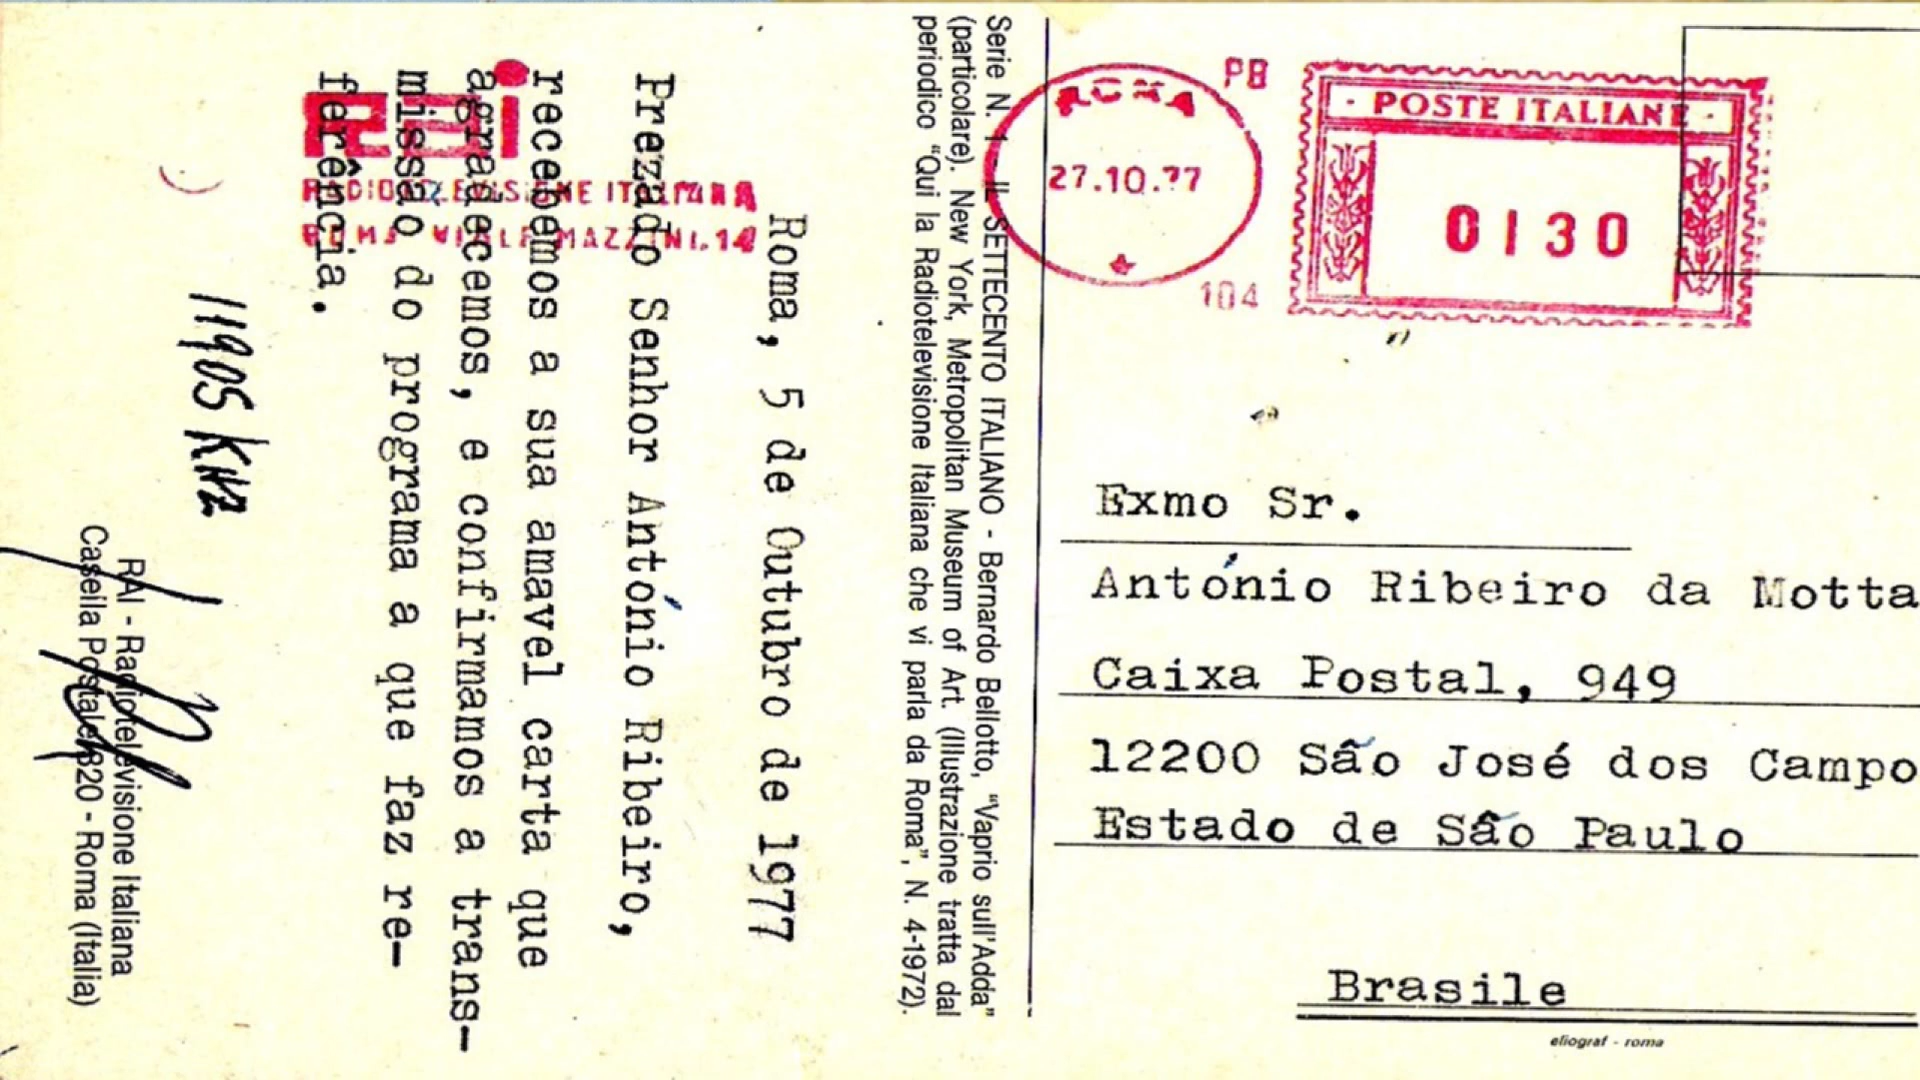 Serie N. 1 - IL SETTECENTO ITALIANO - Bernardo Bellotto, "Vaprio sull'Adda"
(particolare). New York, Metropolitan Museum of Art. (Illustrazione tratta dal
periodico "Qui la Radiotelevisione Italiana che vi parla da Roma", N. 4-1972).
Roma, 5 de Outubro de 1977
Prezado Senhor António Ribeiro,
recebemos a sua amavel carta que
agradecemos, e confirmamos a trans-
missão do programa a que faz re-
ferência.
11905 KHZ
RAI - Radiotelevisione Italiana
Casella Postale 320 - Roma (Italia)
RAI
RADIOTELEVISIONE ITALIANA
ROMA VIALE MAZZINI.14
ROMA
27.10.77
PB
104
POSTE ITALIANE
0130
Exmo Sr.
António Ribeiro da Motta
Caixa Postal, 949
12200 São José dos Campo
Estado de São Paulo
Brasile
eliograf - roma